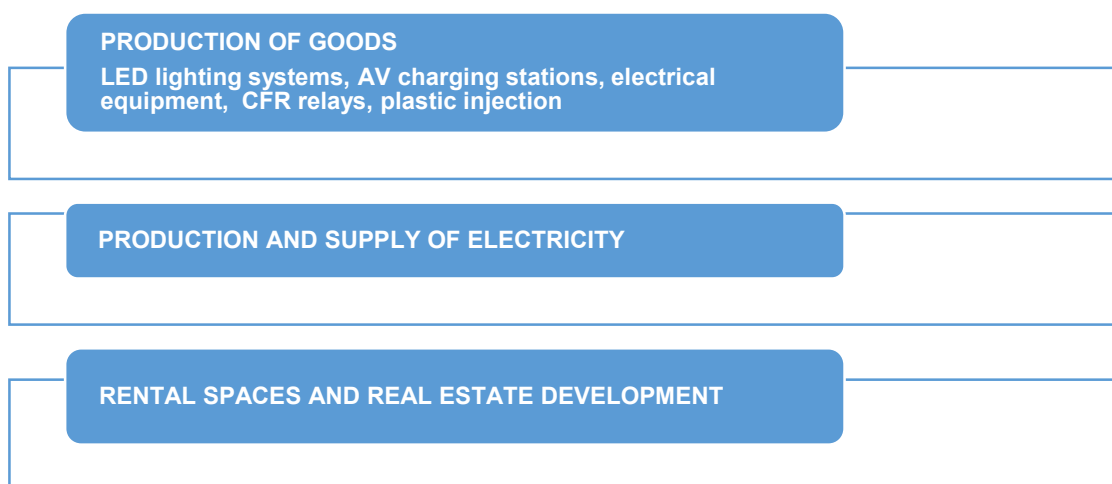 PRODUCTION OF GOODS
LED lighting systems, AV charging stations, electrical
equipment,  CFR relays, plastic injection
PRODUCTION AND SUPPLY OF ELECTRICITY
RENTAL SPACES AND REAL ESTATE DEVELOPMENT